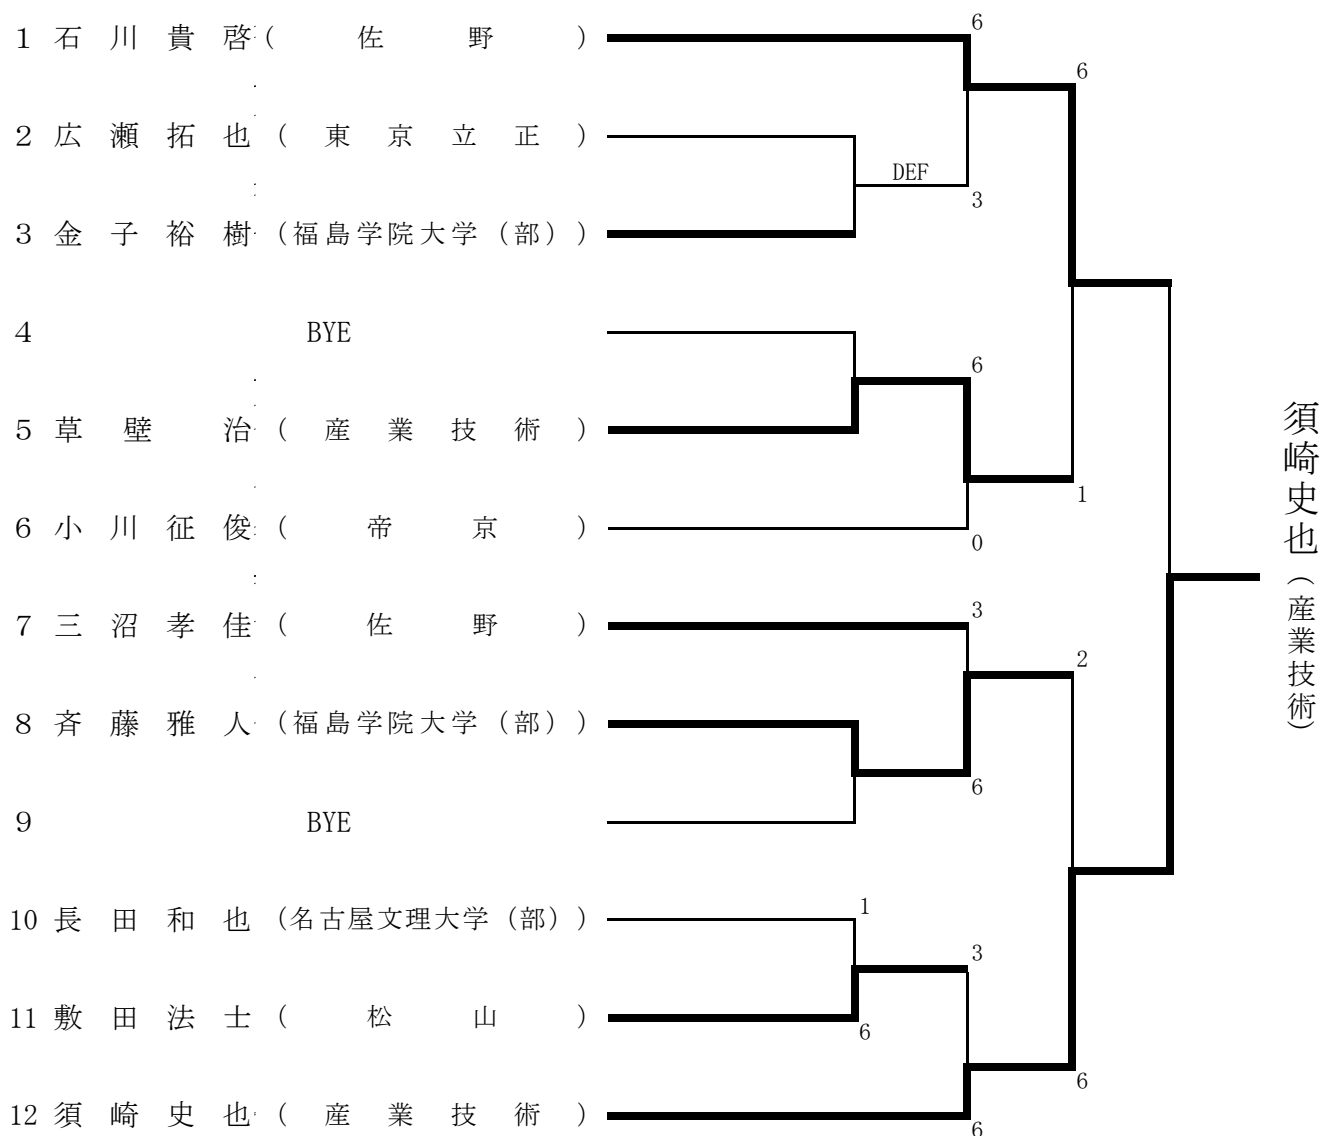 6
1 石川貴啓 (佐野)
6
2 広瀬拓也 (東京立正)
DEF
3
3 金子裕樹 (福島学院大学（部）)
4 BYE
6
5 草壁治 (産業技術)
1
6 小川征俊 (帝京)
0
7 三沼孝佳 (佐野)
3
2
8 斉藤雅人 (福島学院大学（部）)
6
9 BYE
10 長田和也 (名古屋文理大学（部）)
1
3
11 敷田法士 (松山)
6
6
12 須崎史也 (産業技術)
6
須崎史也（産業技術）